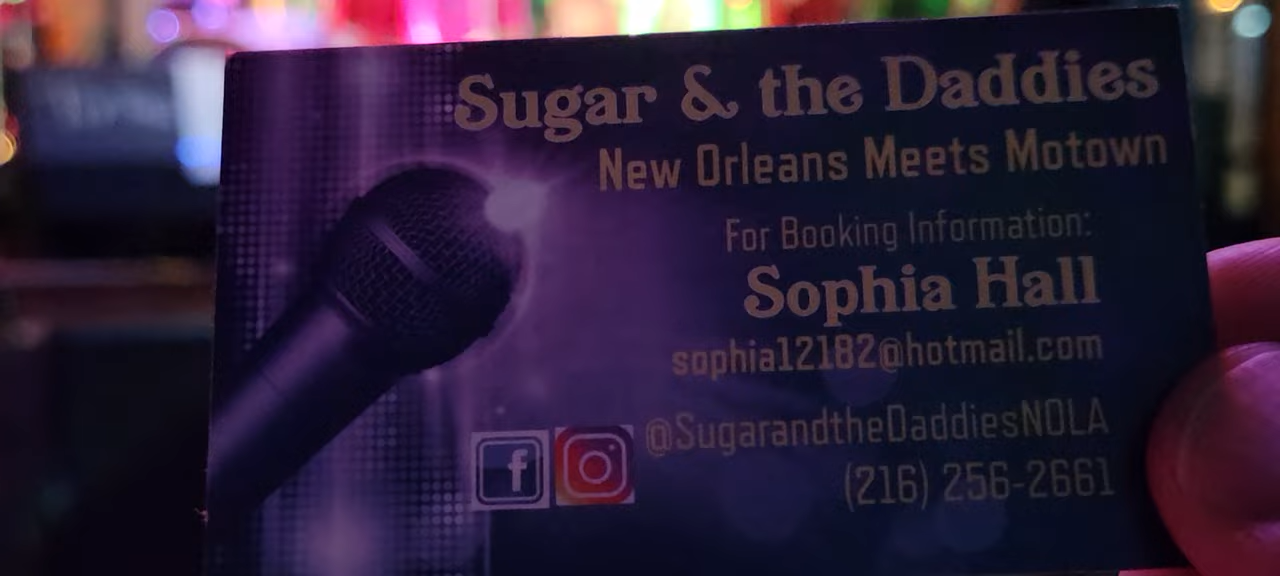 Sugar & the Daddies
New Orleans Meets Motown
For Booking Information:
Sophia Hall
sophia12182@hotmail.com
@SugarandtheDaddiesNOLA
(216) 256-2661